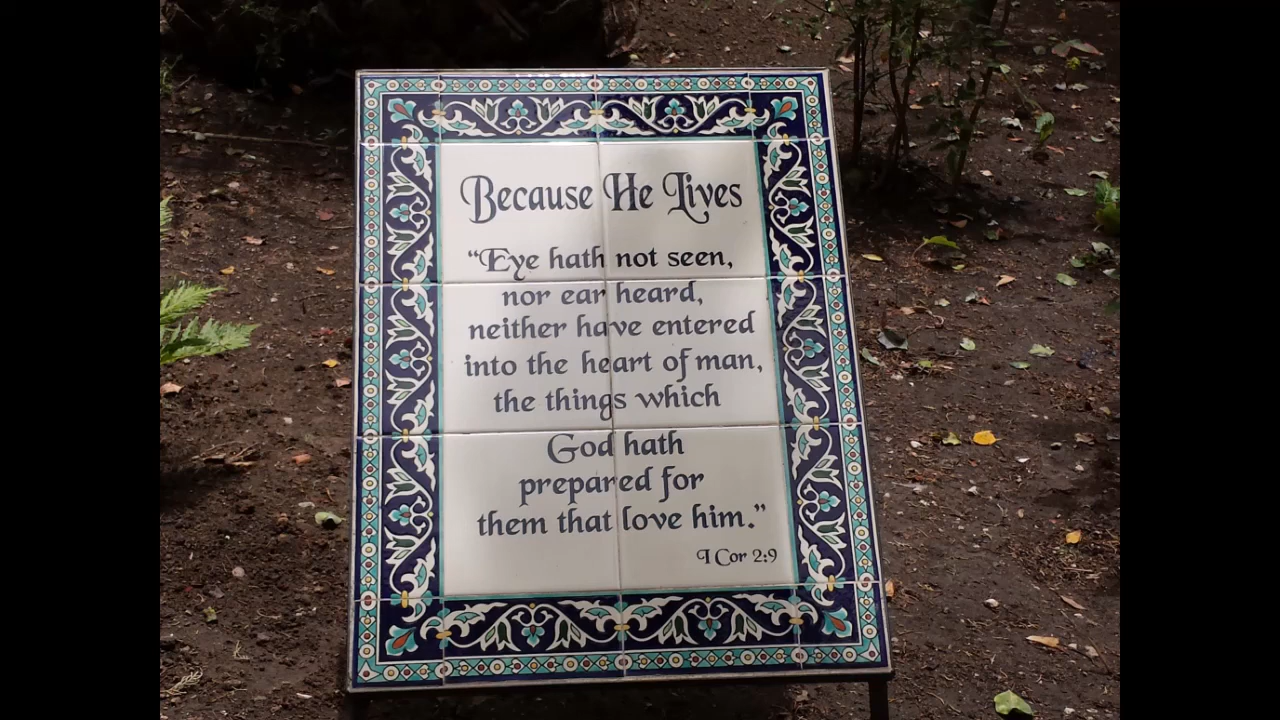 Because He Lives
“Eye hath not seen,
nor ear heard,
neither have entered
into the heart of man,
the things which
God hath
prepared for
them that love him.”
I Cor 2:9